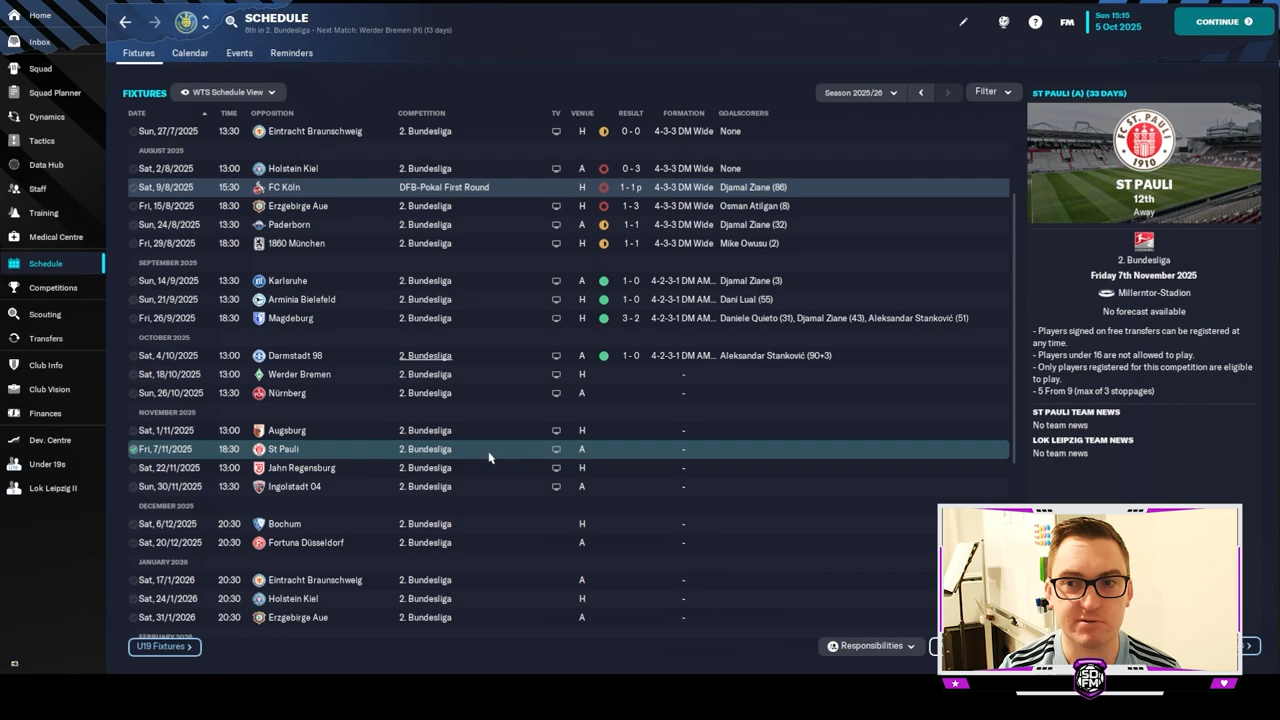 Home
Inbox
Squad
Squad Planner
Dynamics
Tactics
Data Hub
Staff
Training
Medical Centre
Schedule
Competitions
Scouting
Transfers
Club Info
Club Vision
Finances
Dev. Centre
Under 19s
Lok Leipzig II
SCHEDULE
6th in 2. Bundesliga - Next Match: Werder Bremen (H) (13 days)
FM
Sun 15:15
5 Oct 2025
CONTINUE
Fixtures Calendar Events Reminders
FIXTURES WTS Schedule View Season 2025/26 Filter
DATE TIME OPPOSITION COMPETITION TV VENUE RESULT FORMATION GOALSCORERS
Sun, 27/7/2025 13:30 Eintracht Braunschweig 2. Bundesliga H 0 - 0 4-3-3 DM Wide None
AUGUST 2025
Sat, 2/8/2025 13:00 Holstein Kiel 2. Bundesliga A 0 - 3 4-3-3 DM Wide None
Sat, 9/8/2025 15:30 FC Köln DFB-Pokal First Round H 1 - 1 p 4-3-3 DM Wide Djamal Ziane (86)
Fri, 15/8/2025 18:30 Erzgebirge Aue 2. Bundesliga H 1 - 3 4-3-3 DM Wide Osman Atilgan (8)
Sun, 24/8/2025 13:30 Paderborn 2. Bundesliga A 1 - 1 4-3-3 DM Wide Djamal Ziane (32)
Fri, 29/8/2025 18:30 1860 München 2. Bundesliga H 1 - 1 4-3-3 DM Wide Mike Owusu (2)
SEPTEMBER 2025
Sun, 14/9/2025 13:30 Karlsruhe 2. Bundesliga A 1 - 0 4-2-3-1 DM AM... Djamal Ziane (3)
Sun, 21/9/2025 13:30 Arminia Bielefeld 2. Bundesliga H 1 - 0 4-2-3-1 DM AM... Dani Lual (55)
Fri, 26/9/2025 18:30 Magdeburg 2. Bundesliga H 3 - 2 4-2-3-1 DM AM... Daniele Quieto (31), Djamal Ziane (43), Aleksandar Stanković (51)
OCTOBER 2025
Sat, 4/10/2025 13:00 Darmstadt 98 2. Bundesliga A 1 - 0 4-2-3-1 DM AM... Aleksandar Stanković (90+3)
Sat, 18/10/2025 13:00 Werder Bremen 2. Bundesliga H -
Sun, 26/10/2025 13:30 Nürnberg 2. Bundesliga A -
NOVEMBER 2025
Sat, 1/11/2025 13:00 Augsburg 2. Bundesliga H -
Fri, 7/11/2025 18:30 St Pauli 2. Bundesliga A -
Sat, 22/11/2025 13:00 Jahn Regensburg 2. Bundesliga H -
Sun, 30/11/2025 13:30 Ingolstadt 04 2. Bundesliga A -
DECEMBER 2025
Sat, 6/12/2025 20:30 Bochum 2. Bundesliga H -
Sat, 20/12/2025 20:30 Fortuna Düsseldorf 2. Bundesliga A -
JANUARY 2026
Sat, 17/1/2026 20:30 Eintracht Braunschweig 2. Bundesliga A -
Sat, 24/1/2026 20:30 Holstein Kiel 2. Bundesliga H -
Sat, 31/1/2026 20:30 Erzgebirge Aue 2. Bundesliga A -
FEBRUARY 2026
U19 Fixtures > Responsibilities
ST PAULI (A) (33 DAYS)
FC ST. PAULI
1910
ST PAULI
12th
Away
2. Bundesliga
Friday 7th November 2025
Millerntor-Stadion
No forecast available
- Players signed on free transfers can be registered at
any time.
- Players under 16 are not allowed to play.
- Only players registered for this competition are eligible
to play.
- 5 From 9 (max of 3 stoppages)
ST PAULI TEAM NEWS
No team news
LOK LEIPZIG TEAM NEWS
No team news
SD
FM